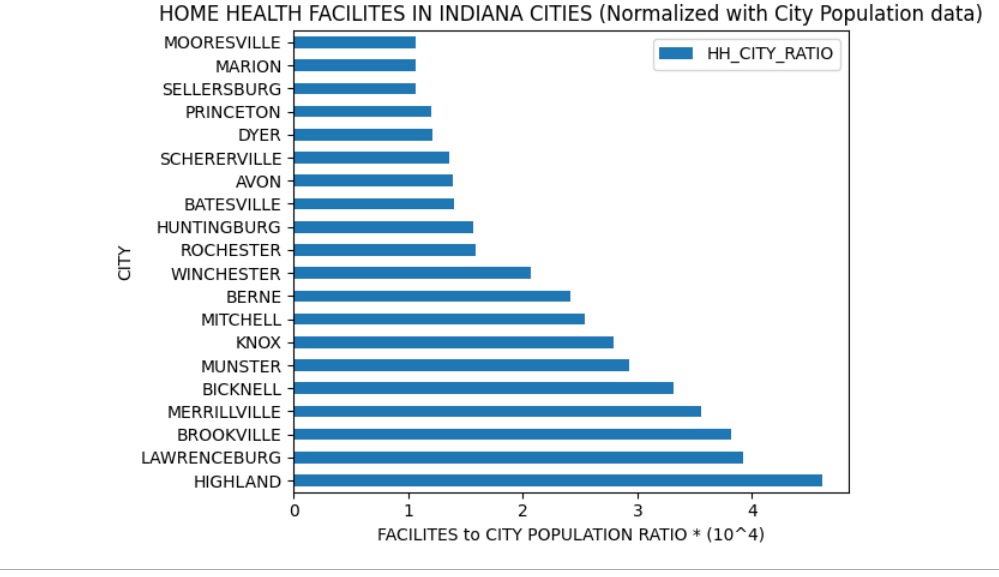 HOME HEALTH FACILITES IN INDIANA CITIES (Normalized with City Population data)
HH_CITY_RATIO
MOORESVILLE
MARION
SELLERSBURG
PRINCETON
DYER
SCHERERVILLE
AVON
BATESVILLE
HUNTINGBURG
ROCHESTER
WINCHESTER
BERNE
MITCHELL
KNOX
MUNSTER
BICKNELL
MERRILLVILLE
BROOKVILLE
LAWRENCEBURG
HIGHLAND
CITY
0 1 2 3 4
FACILITES to CITY POPULATION RATIO * (10^4)